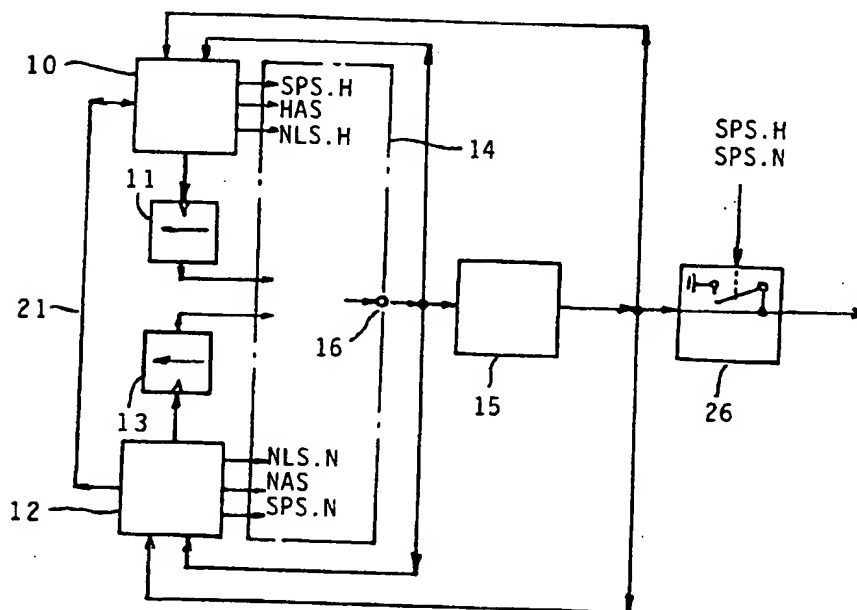 10
SPS.H
HAS
NLS.H
14
SPS.H
SPS.N
11
21
16
15
26
13
NLS.N
NAS
SPS.N
12